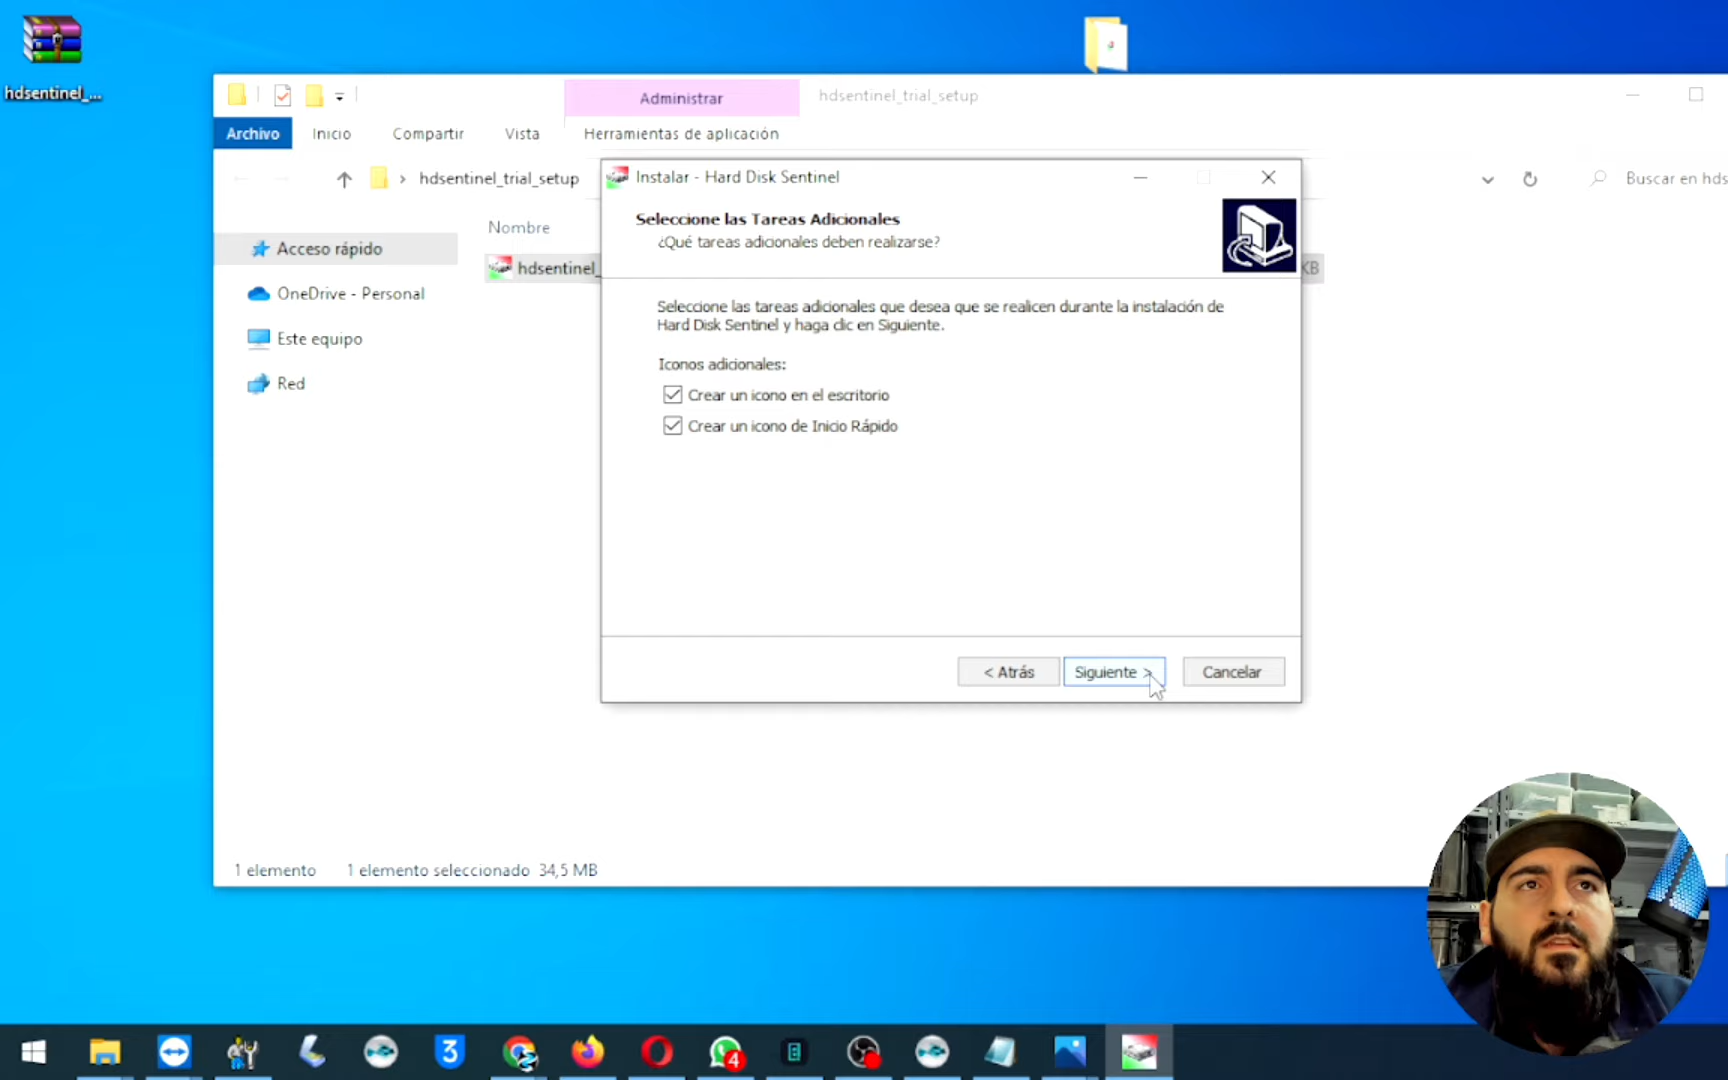 hdsentinel_...
Administrar
hdsentinel_trial_setup
Archivo
Inicio
Compartir
Vista
Herramientas de aplicación
hdsentinel_trial_setup
Buscar en hds
Acceso rápido
OneDrive - Personal
Este equipo
Red
Nombre
hdsentinel_
KB
Instalar - Hard Disk Sentinel
Seleccione las Tareas Adicionales
¿Qué tareas adicionales deben realizarse?
Seleccione las tareas adicionales que desea que se realicen durante la instalación de
Hard Disk Sentinel y haga clic en Siguiente.
Iconos adicionales:
Crear un icono en el escritorio
Crear un icono de Inicio Rápido
< Atrás
Siguiente >
Cancelar
1 elemento
1 elemento seleccionado 34,5 MB
3
4